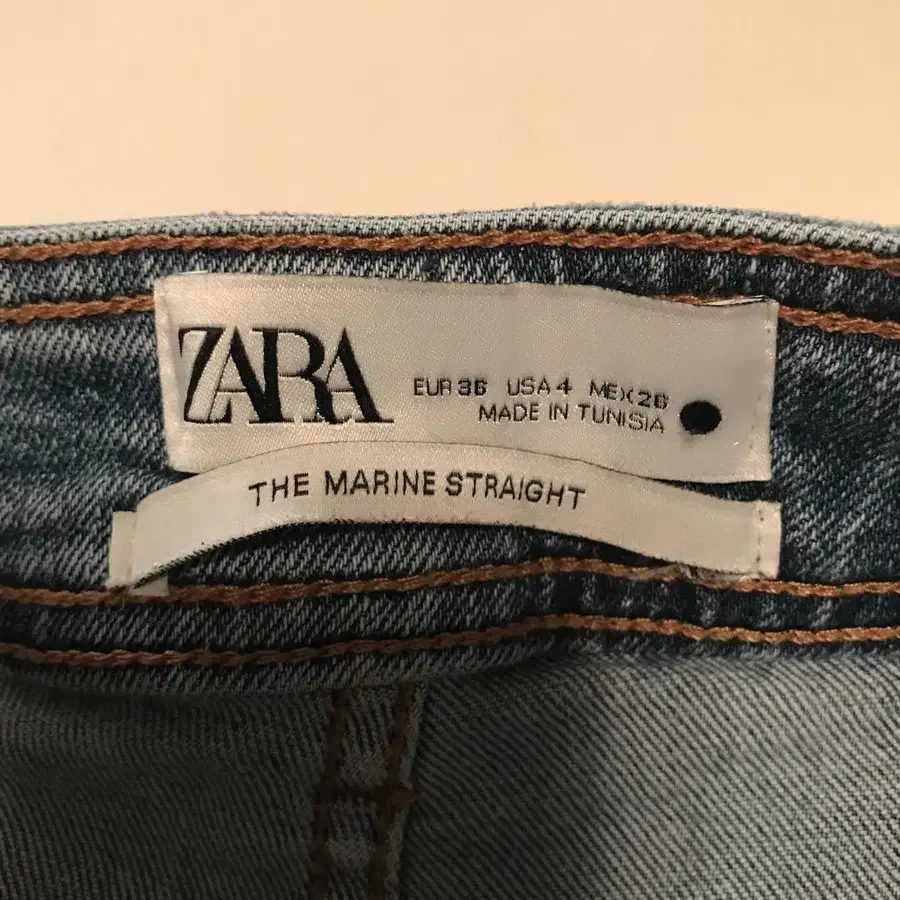 ZARA
EUR 36 USA 4 MEX 26
MADE IN TUNISIA
THE MARINE STRAIGHT